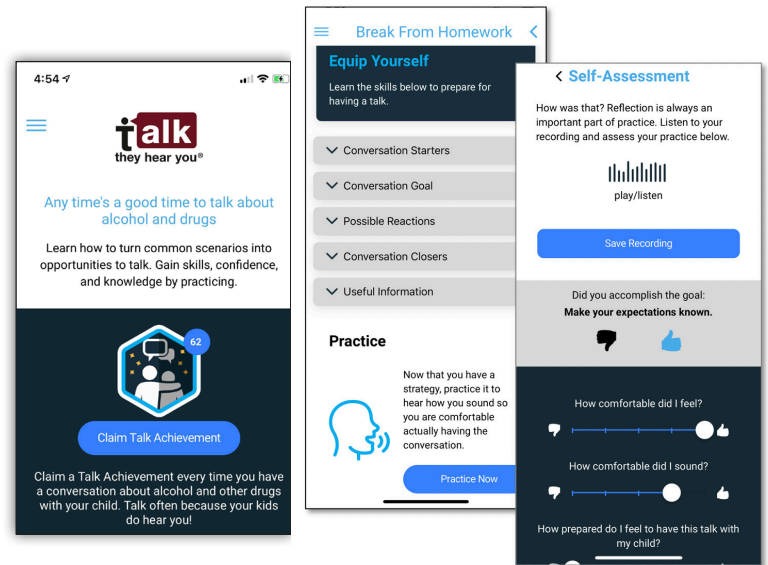 4:54
talk
they hear you®
Any time's a good time to talk about
alcohol and drugs
Learn how to turn common scenarios into
opportunities to talk. Gain skills, confidence,
and knowledge by practicing.
62
Claim Talk Achievement
Claim a Talk Achievement every time you have
a conversation about alcohol and other drugs
with your child. Talk often because your kids
do hear you!
Break From Homework
Equip Yourself
Learn the skills below to prepare for
having a talk.
Conversation Starters
Conversation Goal
Possible Reactions
Conversation Closers
Useful Information
Practice
Now that you have a
strategy, practice it to
hear how you sound so
you are comfortable
actually having the
conversation.
Practice Now
Self-Assessment
How was that? Reflection is always an
important part of practice. Listen to your
recording and assess your practice below.
play/listen
Save Recording
Did you accomplish the goal:
Make your expectations known.
How comfortable did I feel?
How comfortable did I sound?
How prepared do I feel to have this talk with
my child?